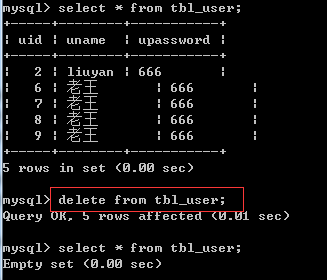 mysql> select * from tbl_user;
+-----+--------+-----------+
| uid | uname | upassword |
+-----+--------+-----------+
| 2 | liuyan | 666 |
| 6 | 老王 | 666 |
| 7 | 老王 | 666 |
| 8 | 老王 | 666 |
| 9 | 老王 | 666 |
+-----+--------+-----------+
5 rows in set (0.00 sec)
mysql> delete from tbl_user;
Query OK, 5 rows affected (0.01 sec)
mysql> select * from tbl_user;
Empty set (0.00 sec)